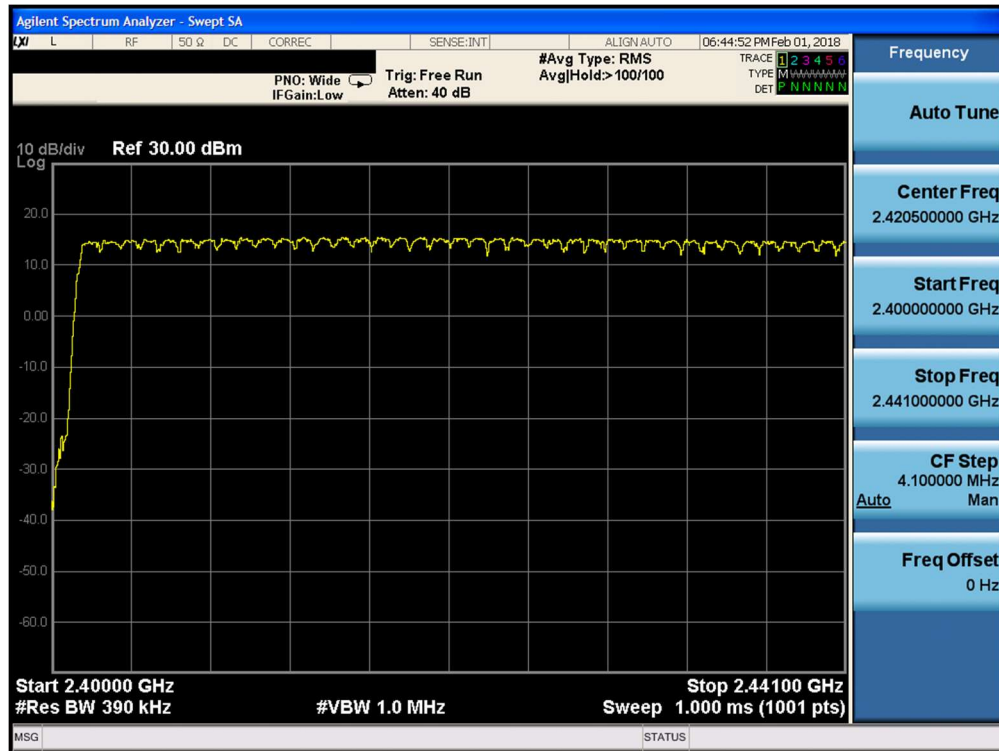 Agilent Spectrum Analyzer - Swept SA
LXI L RF 50 Ω DC CORREC SENSE:INT ALIGN AUTO 06:44:52 PM Feb 01, 2018
PNO: Wide
IFGain:Low
Trig: Free Run
Atten: 40 dB
#Avg Type: RMS
Avg|Hold:> 100/100
TRACE 1 2 3 4 5 6
TYPE M WWWWW
DET P N N N N N
Frequency
Auto Tune
Center Freq
2.420500000 GHz
Start Freq
2.400000000 GHz
Stop Freq
2.441000000 GHz
CF Step
4.100000 MHz
Auto Man
Freq Offset
0 Hz
10 dB/div Ref 30.00 dBm
Log
20.0
10.0
0.00
-10.0
-20.0
-30.0
-40.0
-50.0
-60.0
Start 2.40000 GHz Stop 2.44100 GHz
#Res BW 390 kHz #VBW 1.0 MHz Sweep 1.000 ms (1001 pts)
MSG STATUS